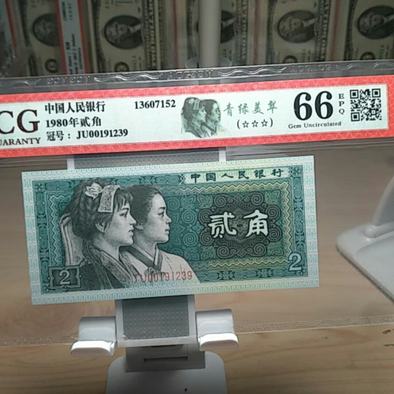 CG
UARANTY
中国人民银行
1980年贰角
冠号: JU00191239
13607152
青绿美翠
(☆☆☆)
66
EPQ
Gem Uncirculated
中国人民银行
贰角
JU00191239
2
2